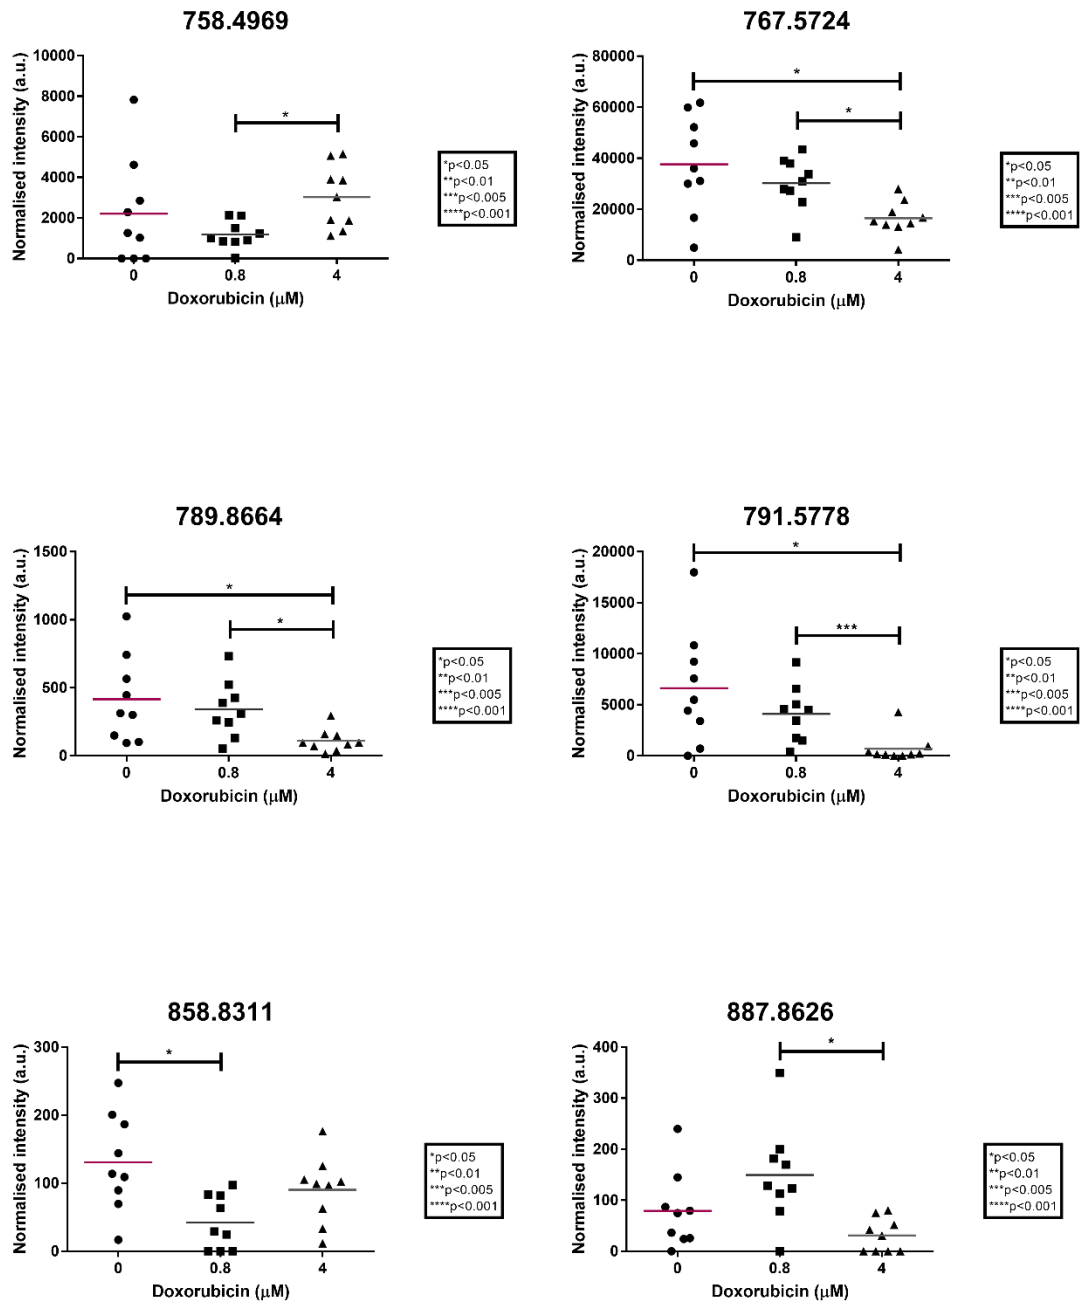 758.4969
Normalised intensity (a.u.)
10000
8000
6000
4000
2000
0
*
0 0.8 4
Doxorubicin (μM)
*p<0.05
**p<0.01
***p<0.005
****p<0.001
767.5724
Normalised intensity (a.u.)
80000
60000
40000
20000
0
*
*
0 0.8 4
Doxorubicin (μM)
*p<0.05
**p<0.01
***p<0.005
****p<0.001
789.8664
Normalised intensity (a.u.)
1500
1000
500
0
*
*
0 0.8 4
Doxorubicin (μM)
*p<0.05
**p<0.01
***p<0.005
****p<0.001
791.5778
Normalised intensity (a.u.)
20000
15000
10000
5000
0
*
***
0 0.8 4
Doxorubicin (μM)
*p<0.05
**p<0.01
***p<0.005
****p<0.001
858.8311
Normalised intensity (a.u.)
300
200
100
0
*
0 0.8 4
Doxorubicin (μM)
*p<0.05
**p<0.01
***p<0.005
****p<0.001
887.8626
Normalised intensity (a.u.)
400
300
200
100
0
*
0 0.8 4
Doxorubicin (μM)
*p<0.05
**p<0.01
***p<0.005
****p<0.001